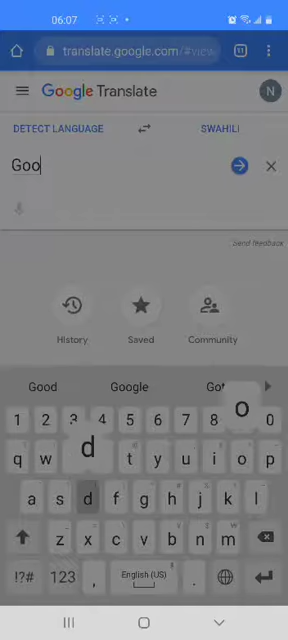 06:07
translate.google.com/#view
11
Google Translate
N
DETECT LANGUAGE
SWAHILI
Goo
Send feedback
History
Saved
Community
Good
Google
Got
o
1 2 3 4 5 6 7 8 0
d
q w t y u i o p
a s d f g h j k l
z x c v b n m
!?# 123 , English (US) .